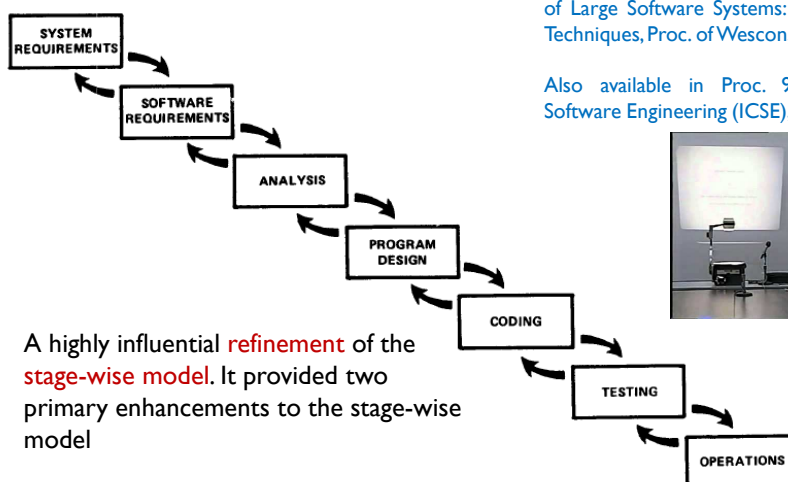 of Large Software Systems:
Techniques, Proc. of Wescon
Also available in Proc. 9
Software Engineering (ICSE)
SYSTEM
REQUIREMENTS
SOFTWARE
REQUIREMENTS
ANALYSIS
PROGRAM
DESIGN
CODING
TESTING
OPERATIONS
A highly influential refinement of the
stage-wise model. It provided two
primary enhancements to the stage-wise
model